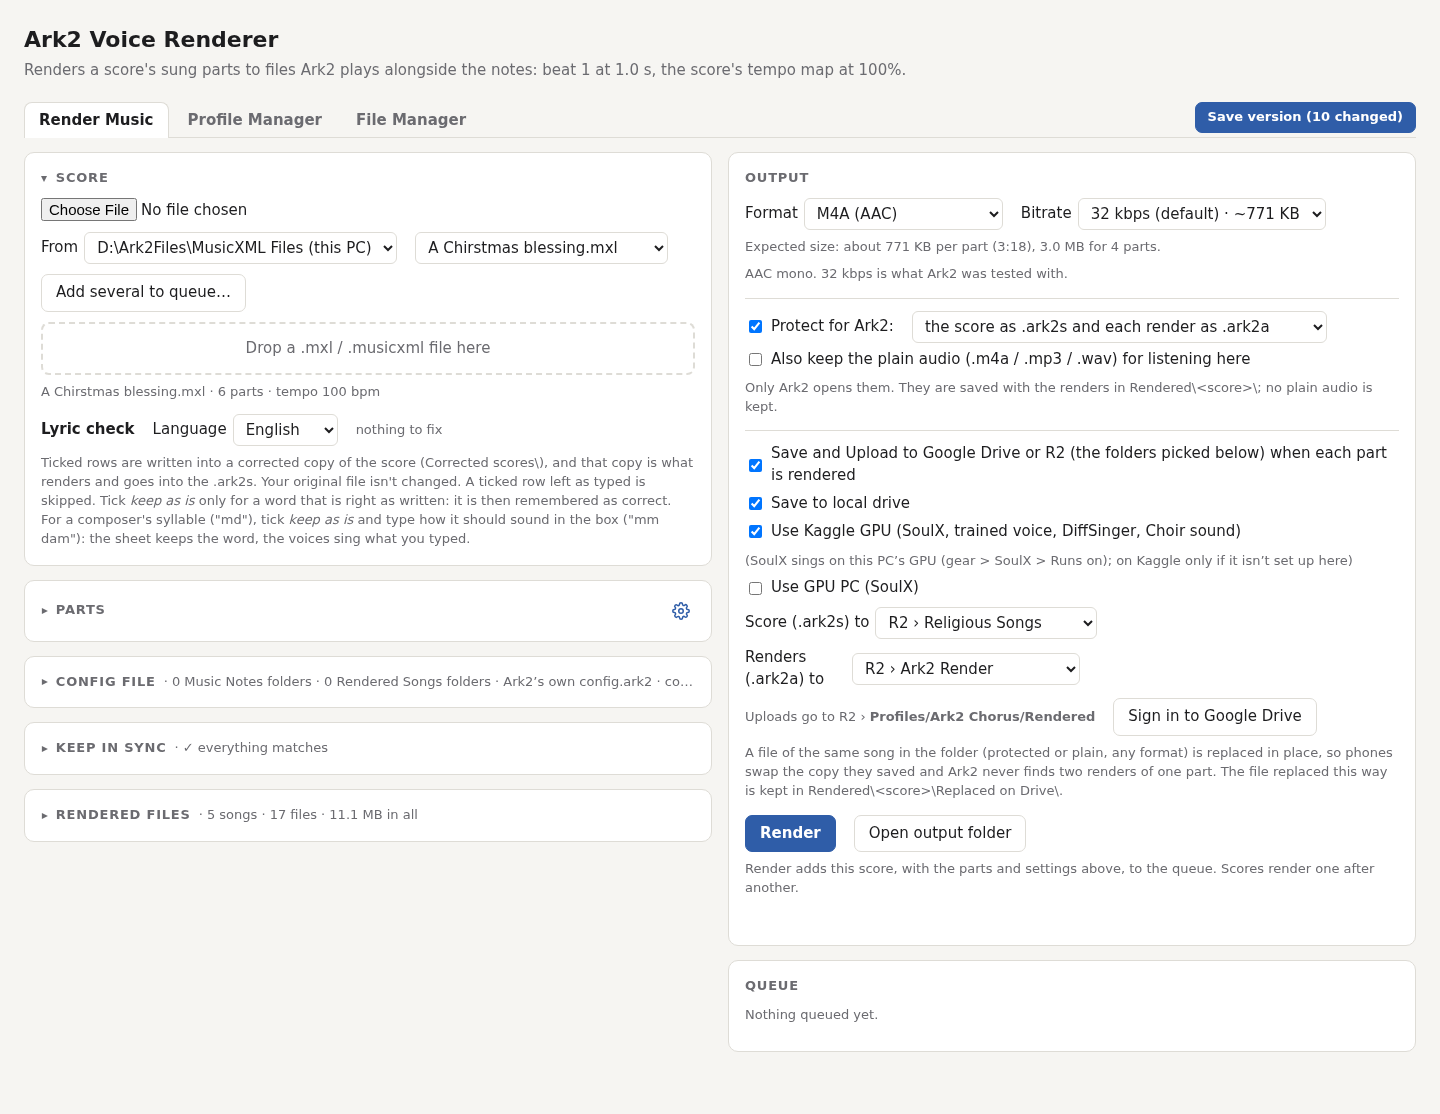 Ark2 Voice Renderer
Renders a score's sung parts to files Ark2 plays alongside the notes: beat 1 at 1.0 s, the score's tempo map at 100%.
Render Music
Profile Manager
File Manager
Save version (10 changed)
▾ SCORE
Choose File No file chosen
From D:\Ark2Files\MusicXML Files (this PC) A Chirstmas blessing.mxl
Add several to queue...
Drop a .mxl / .musicxml file here
A Chirstmas blessing.mxl · 6 parts · tempo 100 bpm
Lyric check Language English nothing to fix
Ticked rows are written into a corrected copy of the score (Corrected scores\), and that copy is what
renders and goes into the .ark2s. Your original file isn't changed. A ticked row left as typed is
skipped. Tick keep as is only for a word that is right as written: it is then remembered as correct.
For a composer's syllable ("md"), tick keep as is and type how it should sound in the box ("mm
dam"): the sheet keeps the word, the voices sing what you typed.
▸ PARTS
▸ CONFIG FILE · 0 Music Notes folders · 0 Rendered Songs folders · Ark2’s own config.ark2 · co…
▸ KEEP IN SYNC · ✓ everything matches
▸ RENDERED FILES · 5 songs · 17 files · 11.1 MB in all
OUTPUT
Format M4A (AAC) Bitrate 32 kbps (default) · ~771 KB
Expected size: about 771 KB per part (3:18), 3.0 MB for 4 parts.
AAC mono. 32 kbps is what Ark2 was tested with.
Protect for Ark2: the score as .ark2s and each render as .ark2a
Also keep the plain audio (.m4a / .mp3 / .wav) for listening here
Only Ark2 opens them. They are saved with the renders in Rendered\<score>\; no plain audio is
kept.
Save and Upload to Google Drive or R2 (the folders picked below) when each part
is rendered
Save to local drive
Use Kaggle GPU (SoulX, trained voice, DiffSinger, Choir sound)
(SoulX sings on this PC’s GPU (gear > SoulX > Runs on); on Kaggle only if it isn’t set up here)
Use GPU PC (SoulX)
Score (.ark2s) to R2 › Religious Songs
Renders
(.ark2a) to R2 › Ark2 Render
Uploads go to R2 › Profiles/Ark2 Chorus/Rendered Sign in to Google Drive
A file of the same song in the folder (protected or plain, any format) is replaced in place, so phones
swap the copy they saved and Ark2 never finds two renders of one part. The file replaced this way
is kept in Rendered\<score>\Replaced on Drive\.
Render Open output folder
Render adds this score, with the parts and settings above, to the queue. Scores render one after
another.
QUEUE
Nothing queued yet.